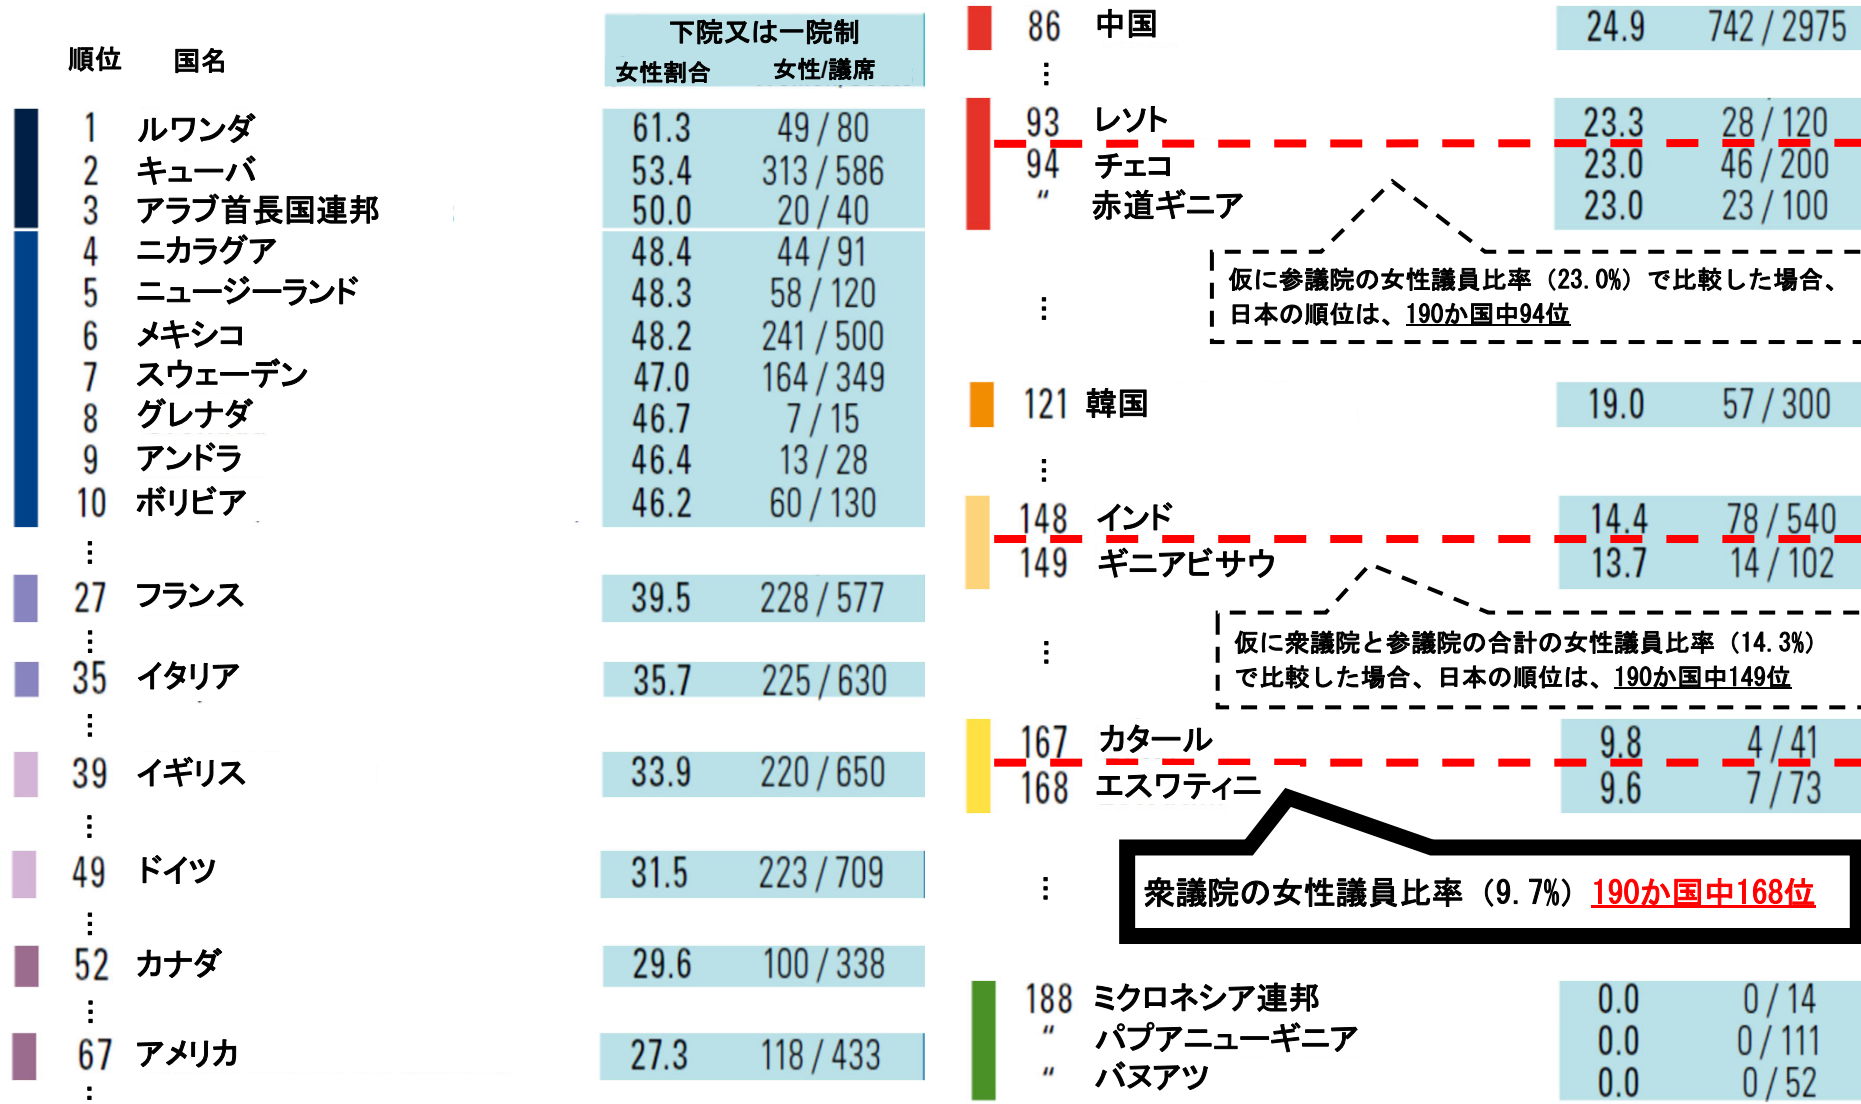 順位 国名 下院又は一院制
女性割合 女性/議席
1 ルワンダ 61.3 49 / 80
2 キューバ 53.4 313 / 586
3 アラブ首長国連邦 50.0 20 / 40
4 ニカラグア 48.4 44 / 91
5 ニュージーランド 48.3 58 / 120
6 メキシコ 48.2 241 / 500
7 スウェーデン 47.0 164 / 349
8 グレナダ 46.7 7 / 15
9 アンドラ 46.4 13 / 28
10 ボリビア 46.2 60 / 130
⋮
27 フランス 39.5 228 / 577
⋮
35 イタリア 35.7 225 / 630
⋮
39 イギリス 33.9 220 / 650
⋮
49 ドイツ 31.5 223 / 709
⋮
52 カナダ 29.6 100 / 338
⋮
67 アメリカ 27.3 118 / 433
⋮
86 中国 24.9 742 / 2975
⋮
93 レソト 23.3 28 / 120
94 チェコ 23.0 46 / 200
〃 赤道ギニア 23.0 23 / 100
仮に参議院の女性議員比率（23.0%）で比較した場合、
日本の順位は、190か国中94位
⋮
121 韓国 19.0 57 / 300
⋮
148 インド 14.4 78 / 540
149 ギニアビサウ 13.7 14 / 102
仮に衆議院と参議院の合計の女性議員比率（14.3%）
で比較した場合、日本の順位は、190か国中149位
⋮
167 カタール 9.8 4 / 41
168 エスワティニ 9.6 7 / 73
衆議院の女性議員比率（9.7%）190か国中168位
⋮
188 ミクロネシア連邦 0.0 0 / 14
〃 パプアニューギニア 0.0 0 / 111
〃 バヌアツ 0.0 0 / 52